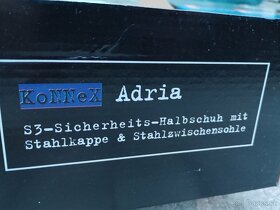 KoNNeX Adria
S3-Sicherheits-Halbschuh mit
Stahlkappe & Stahlzwischensohle